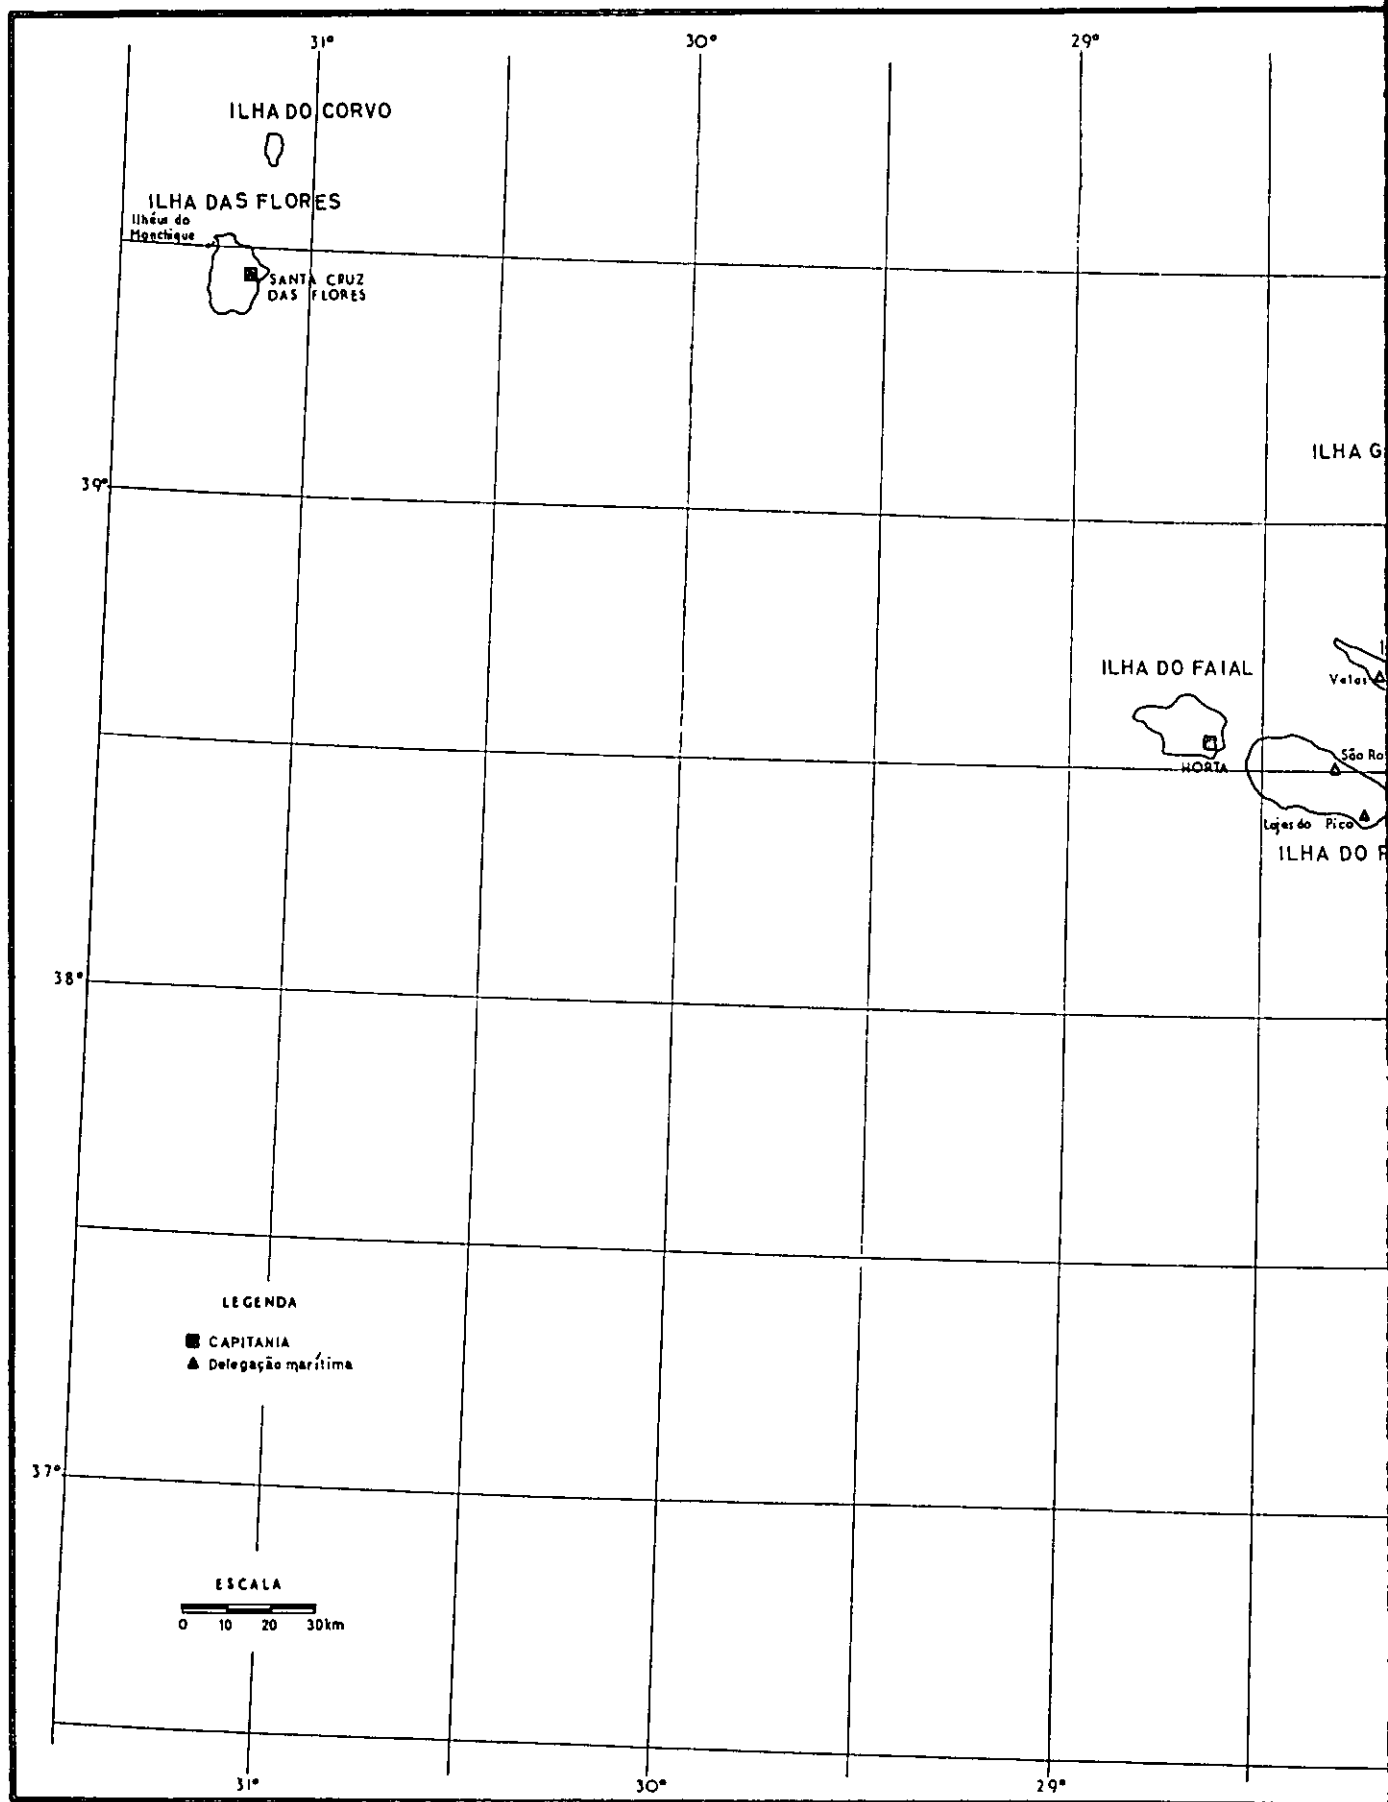 31° 30° 29°
ILHA DO CORVO
ILHA DAS FLORES
Ilhéus do
Monchique
SANTA CRUZ
DAS FLORES
ILHA G
39°
ILHA DO FAIAL
I
Velas
São Ro
HORTA
Lajes do Pico
ILHA DO P
38°
LEGENDA
CAPITANIA
Delegação marítima
37°
ESCALA
0 10 20 30km
31° 30° 29°